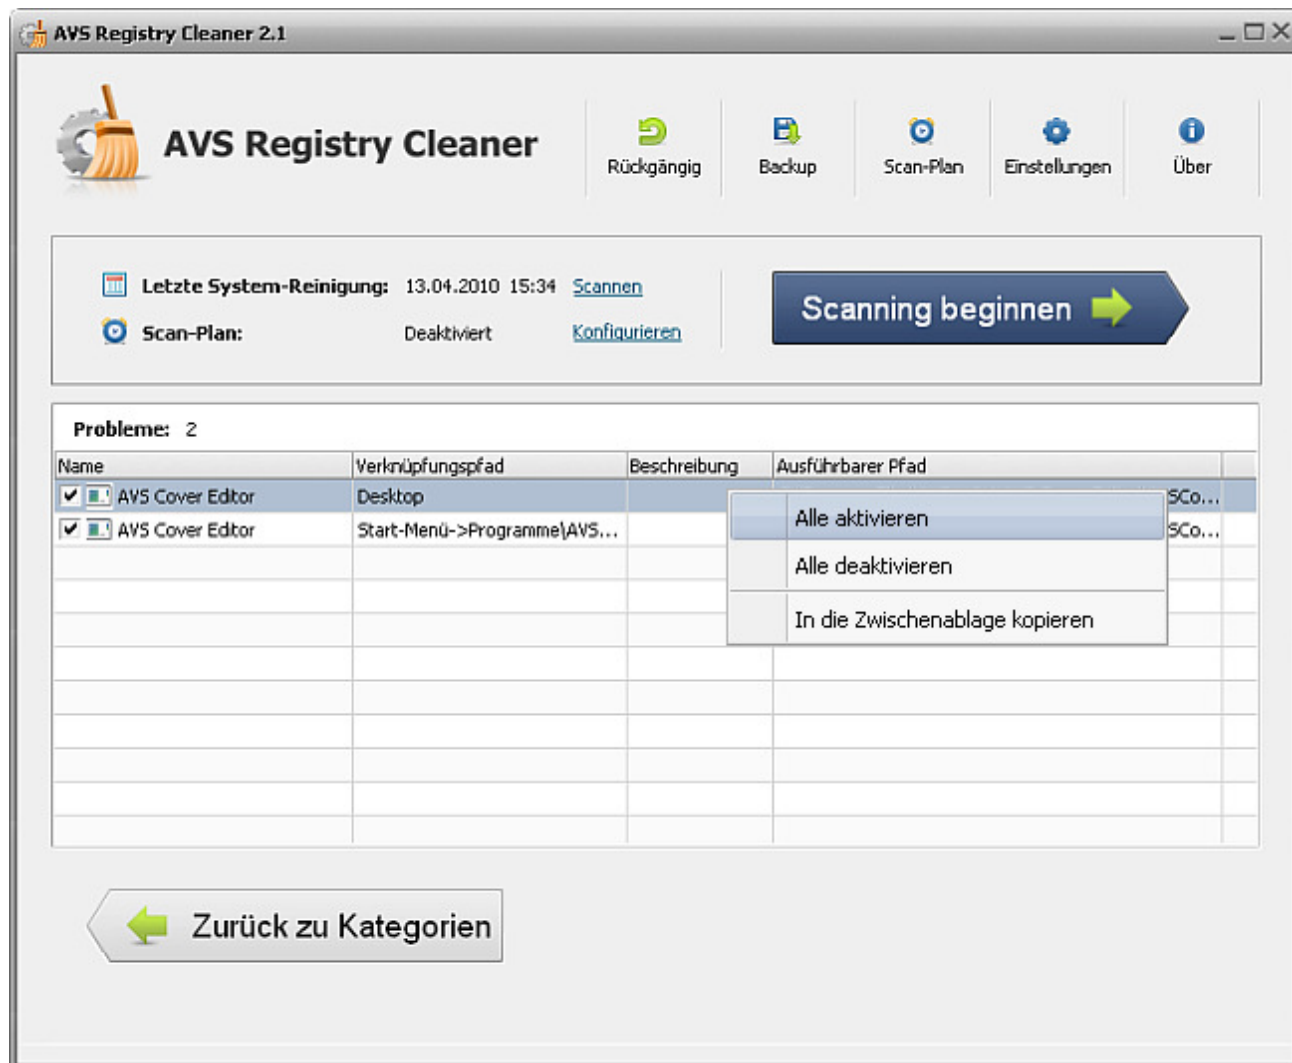 AVS Registry Cleaner 2.1
AVS Registry Cleaner
Rückgängig Backup Scan-Plan Einstellungen Über
Letzte System-Reinigung: 13.04.2010 15:34 Scannen
Scan-Plan: Deaktiviert Konfigurieren
Scanning beginnen
Probleme: 2
Name Verknüpfungspfad Beschreibung Ausführbarer Pfad
AVS Cover Editor Desktop SCo...
AVS Cover Editor Start-Menü->Programme\AVS... SCo...
Alle aktivieren
Alle deaktivieren
In die Zwischenablage kopieren
Zurück zu Kategorien